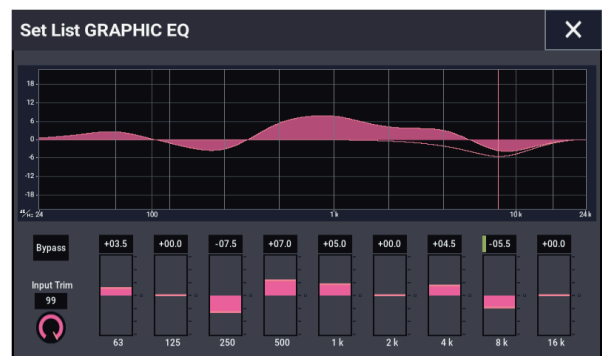 Set List GRAPHIC EQ X
18
12
6
0
-6
-12
-18
24 100 1k 10k 24k
Bypass +03.5 +00.0 -07.5 +07.0 +05.0 +00.0 +04.5 -05.5 +00.0
Input Trim
99
63 125 250 500 1 k 2 k 4 k 8 k 16 k